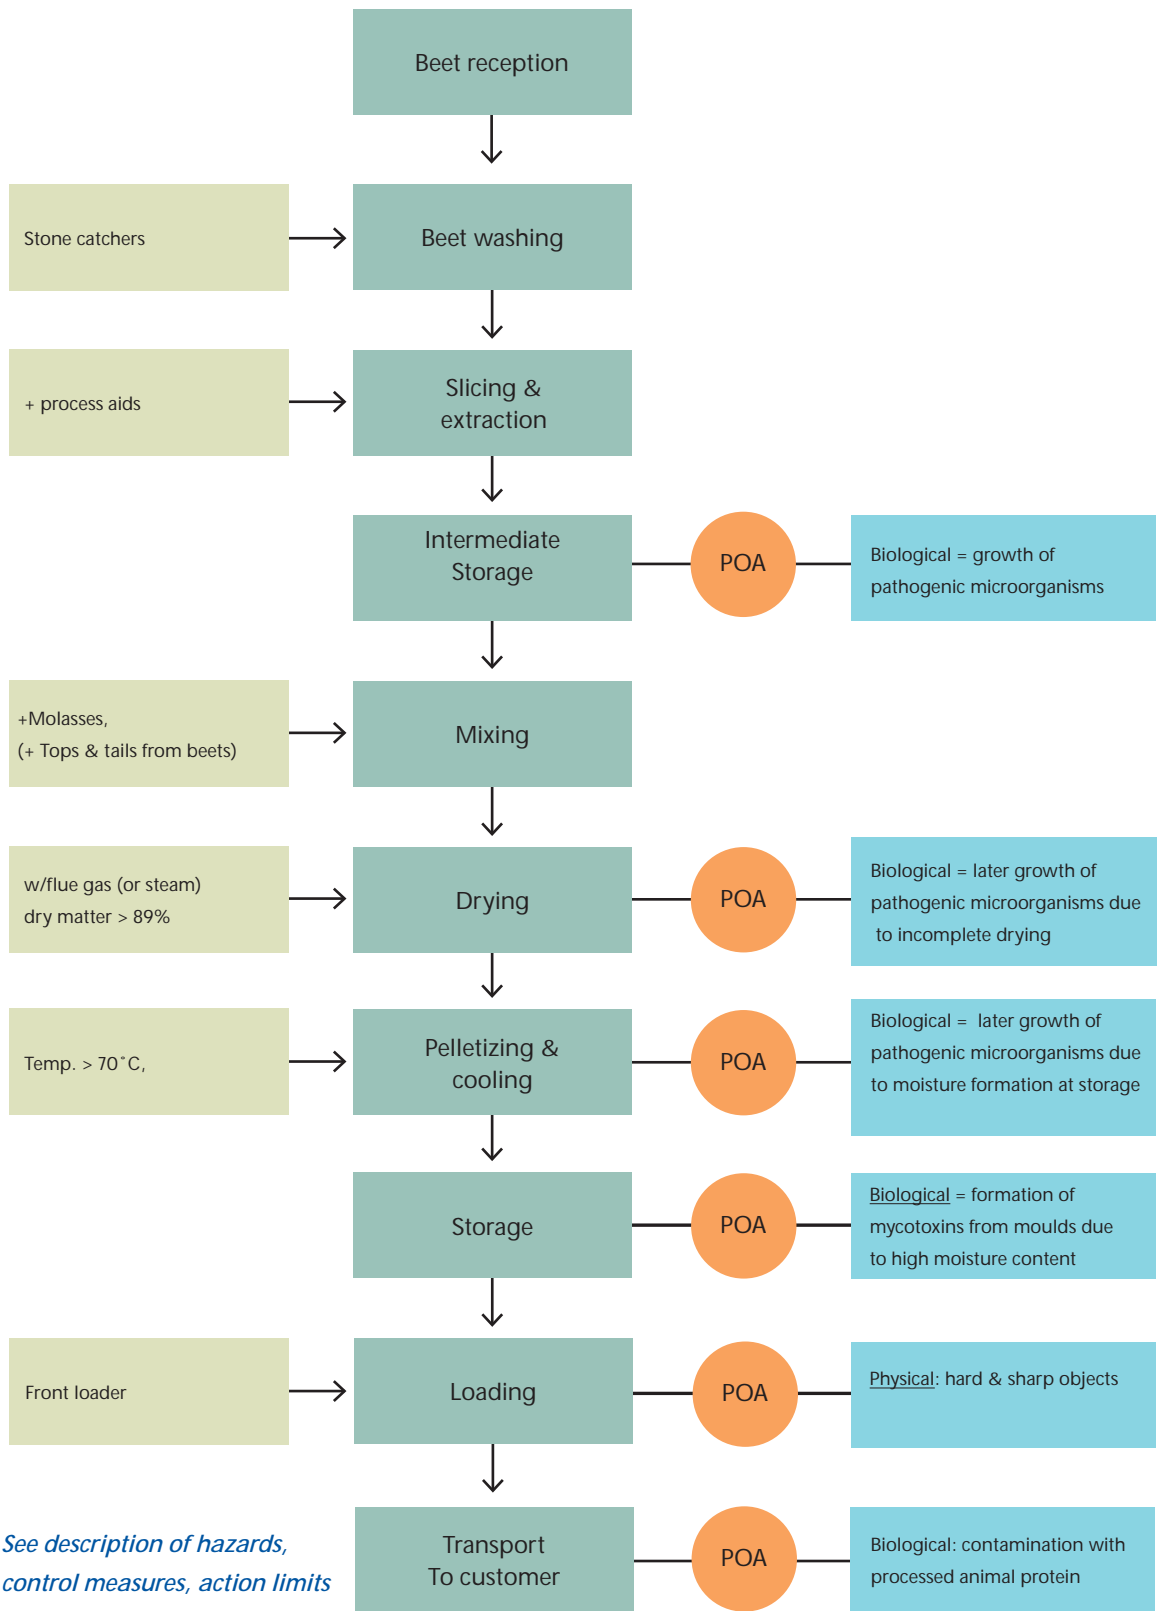 Beet reception
Stone catchers
Beet washing
+ process aids
Slicing &
extraction
Intermediate
Storage
POA
Biological = growth of
pathogenic microorganisms
+Molasses,
(+ Tops & tails from beets)
Mixing
w/flue gas (or steam)
dry matter > 89%
Drying
POA
Biological = later growth of
pathogenic microorganisms due
to incomplete drying
Temp. > 70˚C,
Pelletizing &
cooling
POA
Biological = later growth of
pathogenic microorganisms due
to moisture formation at storage
Storage
POA
Biological = formation of
mycotoxins from moulds due
to high moisture content
Front loader
Loading
POA
Physical: hard & sharp objects
See description of hazards,
control measures, action limits
Transport
To customer
POA
Biological: contamination with
processed animal protein